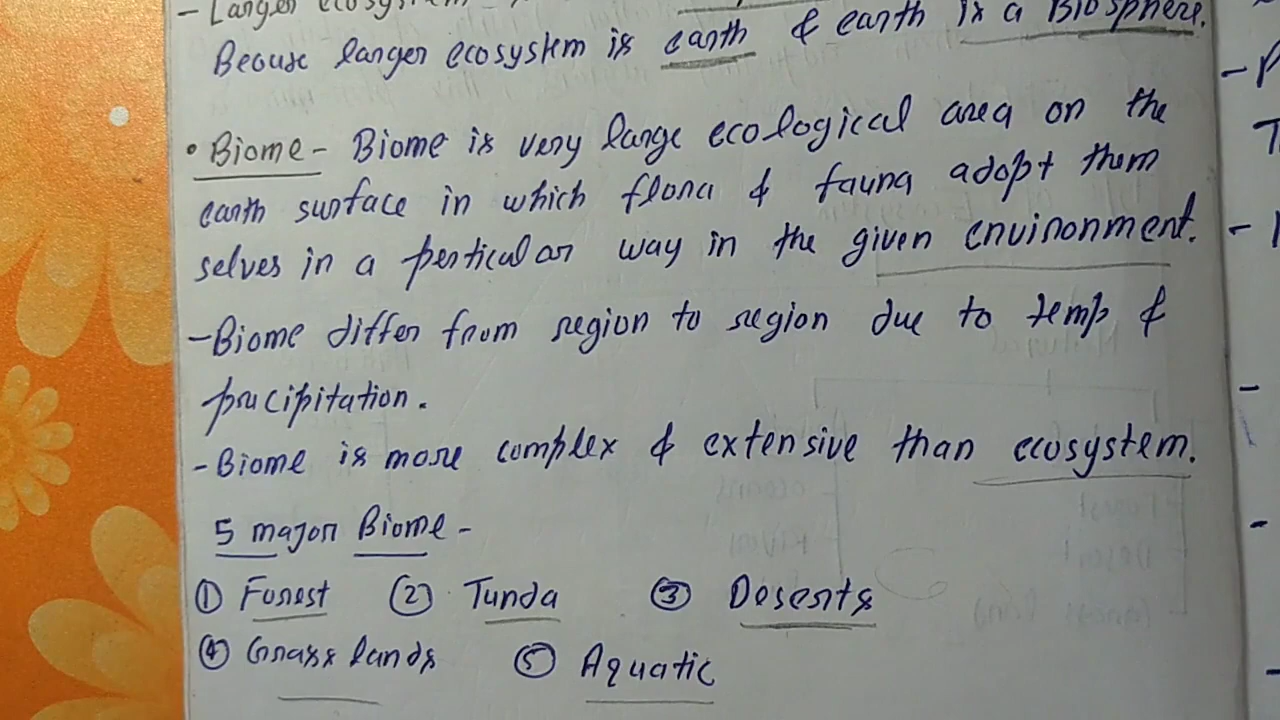 - Larger ecosystem
Becuse larger ecosystem is earth & earth is a Biosphere.
• Biome - Biome is very large ecological area on the
earth surface in which flora & fauna adopt them
selves in a perticular way in the given environment.
- Biome differ from region to region due to temp &
precipitation.
- Biome is more complex & extensive than ecosystem.
5 major Biome -
① Forest ② Tunda ③ Deserts
④ Grass lands ⑤ Aquatic